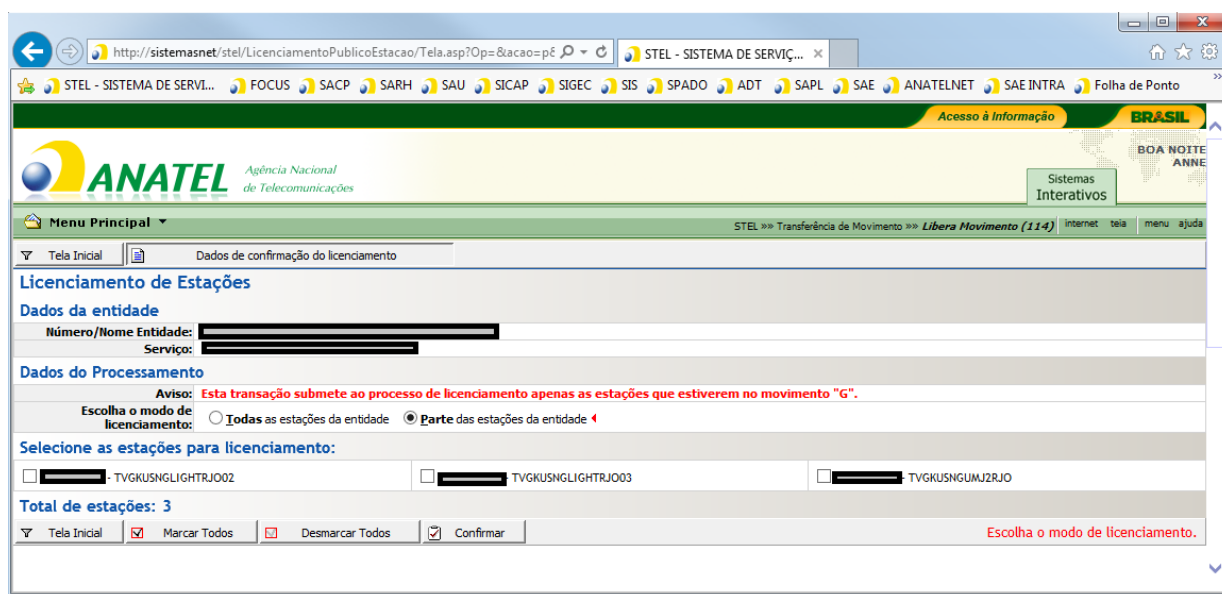 http://sistemasnet/stel/LicenciamentoPublicoEstacao/Tela.asp?Op=&acao=pé
STEL - SISTEMA DE SERVIÇ...
STEL - SISTEMA DE SERVI... FOCUS SACP SARH SAU SICAP SIGEC SIS SPADO ADT SAPL SAE ANATELNET SAE INTRA Folha de Ponto
Acesso à Informação BRASIL
BOA NOITE
ANNE
ANATEL
Agência Nacional
de Telecomunicações
Sistemas
Interativos
Menu Principal STEL »» Transferência de Movimento »» Libera Movimento (114) internet teia menu ajuda
Tela Inicial Dados de confirmação do licenciamento
Licenciamento de Estações
Dados da entidade
Número/Nome Entidade:
Serviço:
Dados do Processamento
Aviso: Esta transação submete ao processo de licenciamento apenas as estações que estiverem no movimento "G".
Escolha o modo de
licenciamento: Todas as estações da entidade Parte das estações da entidade
Selecione as estações para licenciamento:
- TVGKUSNGLIGHTRJO02 - TVGKUSNGLIGHTRJO03 - TVGKUSNGUMJ2RJO
Total de estações: 3
Tela Inicial Marcar Todos Desmarcar Todos Confirmar Escolha o modo de licenciamento.